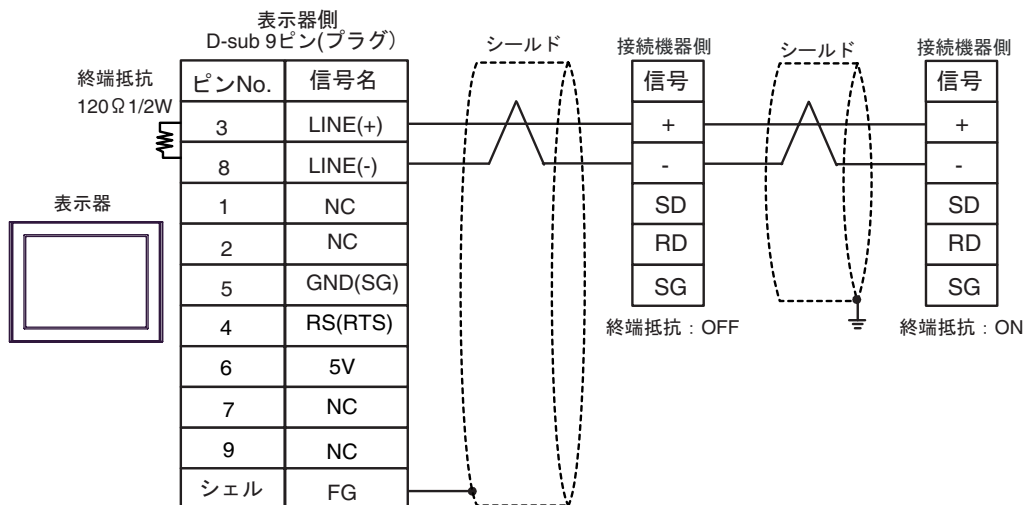 表示器側
D-sub 9ピン(プラグ)
終端抵抗
120Ω 1/2W
表示器
ピンNo. 信号名
3 LINE(+)
8 LINE(-)
1 NC
2 NC
5 GND(SG)
4 RS(RTS)
6 5V
7 NC
9 NC
シェル FG
シールド
接続機器側
信号
+
-
SD
RD
SG
終端抵抗：OFF
シールド
接続機器側
信号
+
-
SD
RD
SG
終端抵抗：ON